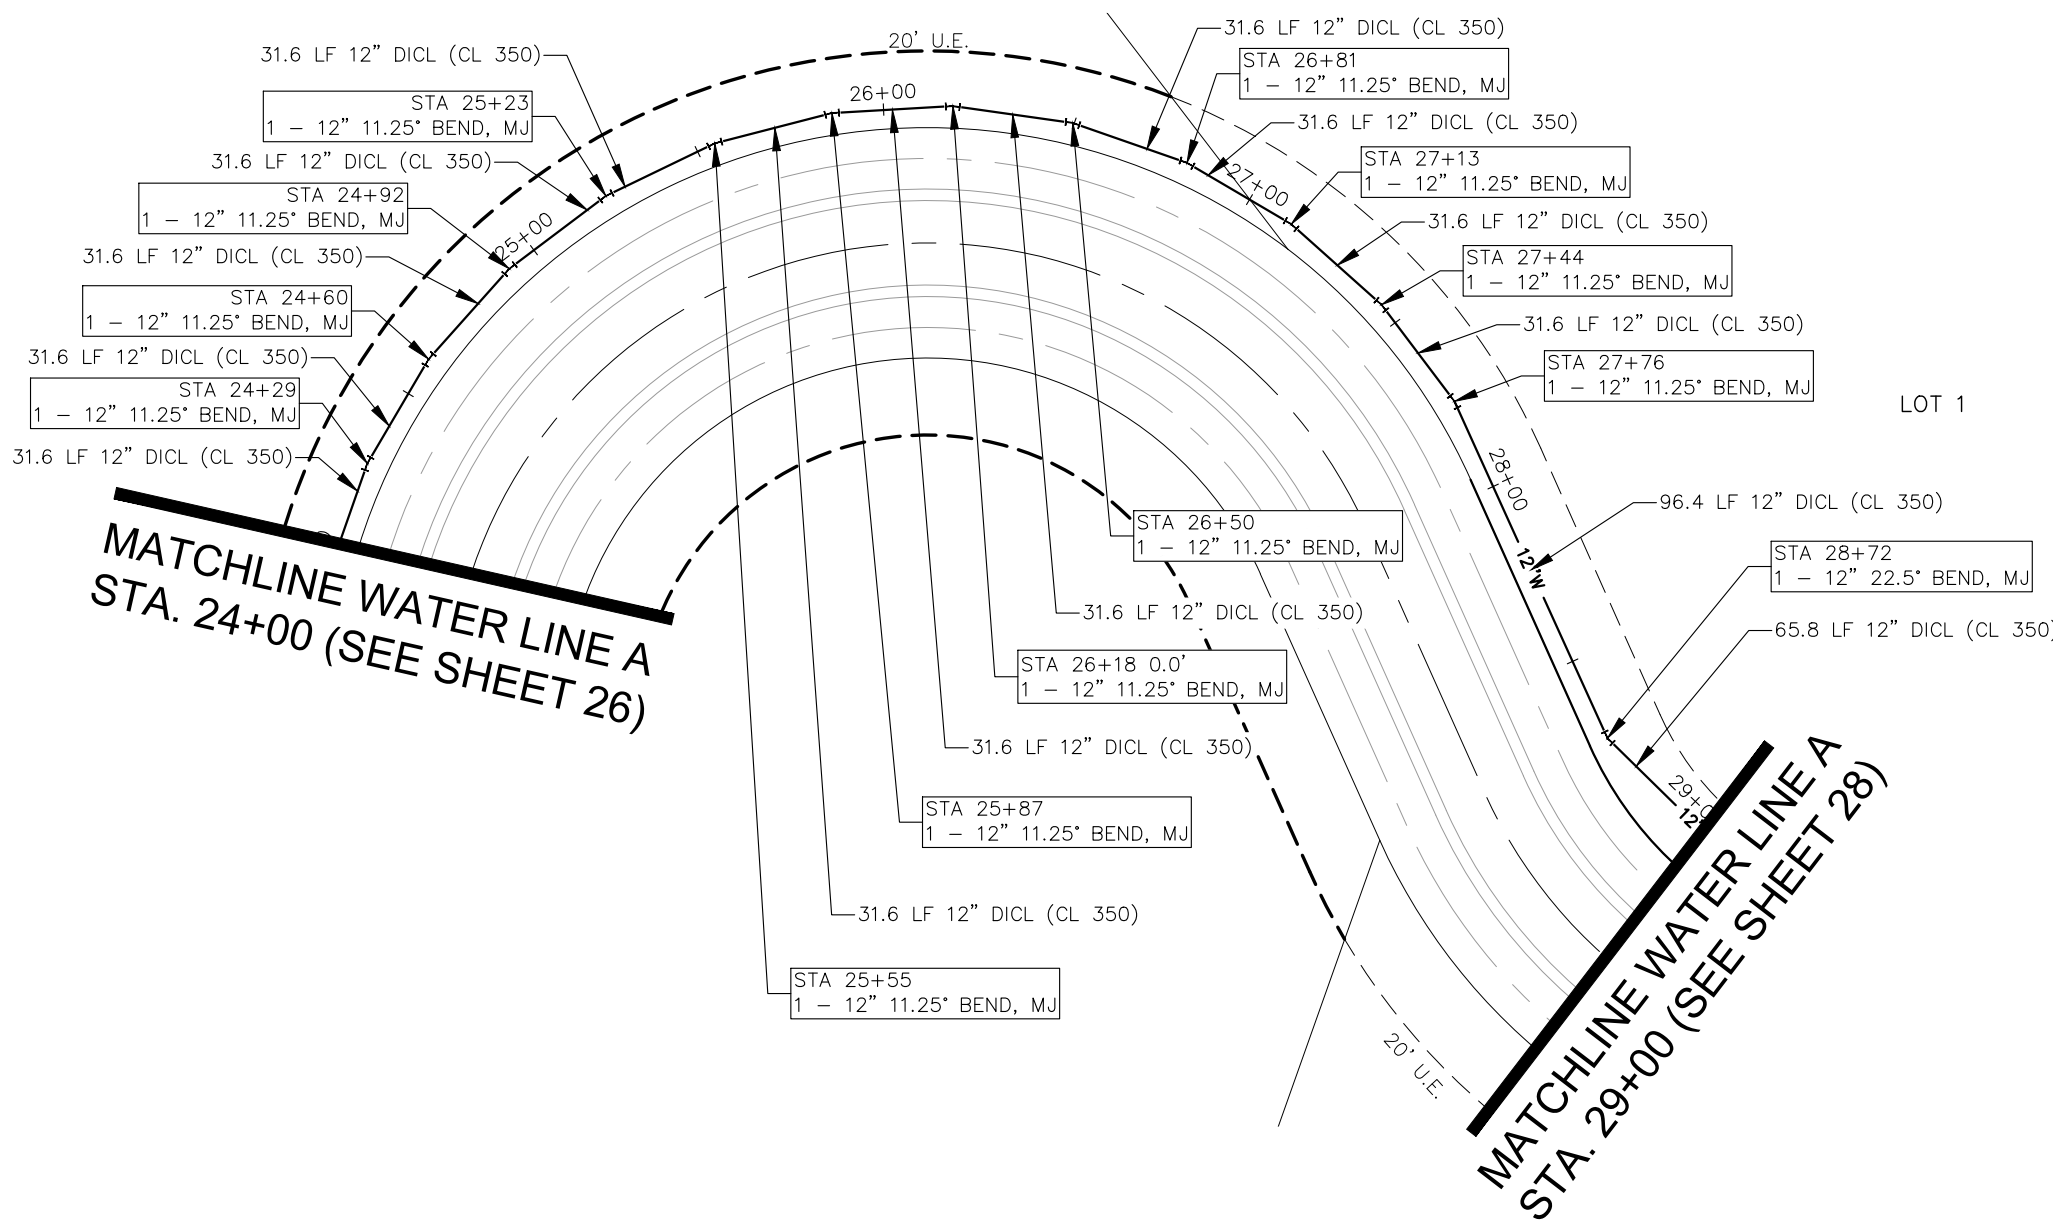 31.6 LF 12” DICL (CL 350)
STA 25+23
1 – 12” 11.25° BEND, MJ
31.6 LF 12” DICL (CL 350)
STA 24+92
1 – 12” 11.25° BEND, MJ
31.6 LF 12” DICL (CL 350)
STA 24+60
1 – 12” 11.25° BEND, MJ
31.6 LF 12” DICL (CL 350)
STA 24+29
1 – 12” 11.25° BEND, MJ
31.6 LF 12” DICL (CL 350)
MATCHLINE WATER LINE A
STA. 24+00 (SEE SHEET 26)
25+00
20’ U.E.
26+00
31.6 LF 12” DICL (CL 350)
STA 26+81
1 – 12” 11.25° BEND, MJ
31.6 LF 12” DICL (CL 350)
27+00
STA 27+13
1 – 12” 11.25° BEND, MJ
31.6 LF 12” DICL (CL 350)
STA 27+44
1 – 12” 11.25° BEND, MJ
31.6 LF 12” DICL (CL 350)
STA 27+76
1 – 12” 11.25° BEND, MJ
LOT 1
28+00
96.4 LF 12” DICL (CL 350)
12"W
STA 28+72
1 – 12” 22.5° BEND, MJ
65.8 LF 12” DICL (CL 350)
STA 26+50
1 – 12” 11.25° BEND, MJ
31.6 LF 12” DICL (CL 350)
STA 26+18 0.0’
1 – 12” 11.25° BEND, MJ
31.6 LF 12” DICL (CL 350)
STA 25+87
1 – 12” 11.25° BEND, MJ
31.6 LF 12” DICL (CL 350)
STA 25+55
1 – 12” 11.25° BEND, MJ
20’ U.E.
MATCHLINE WATER LINE A
STA. 29+00 (SEE SHEET 28)